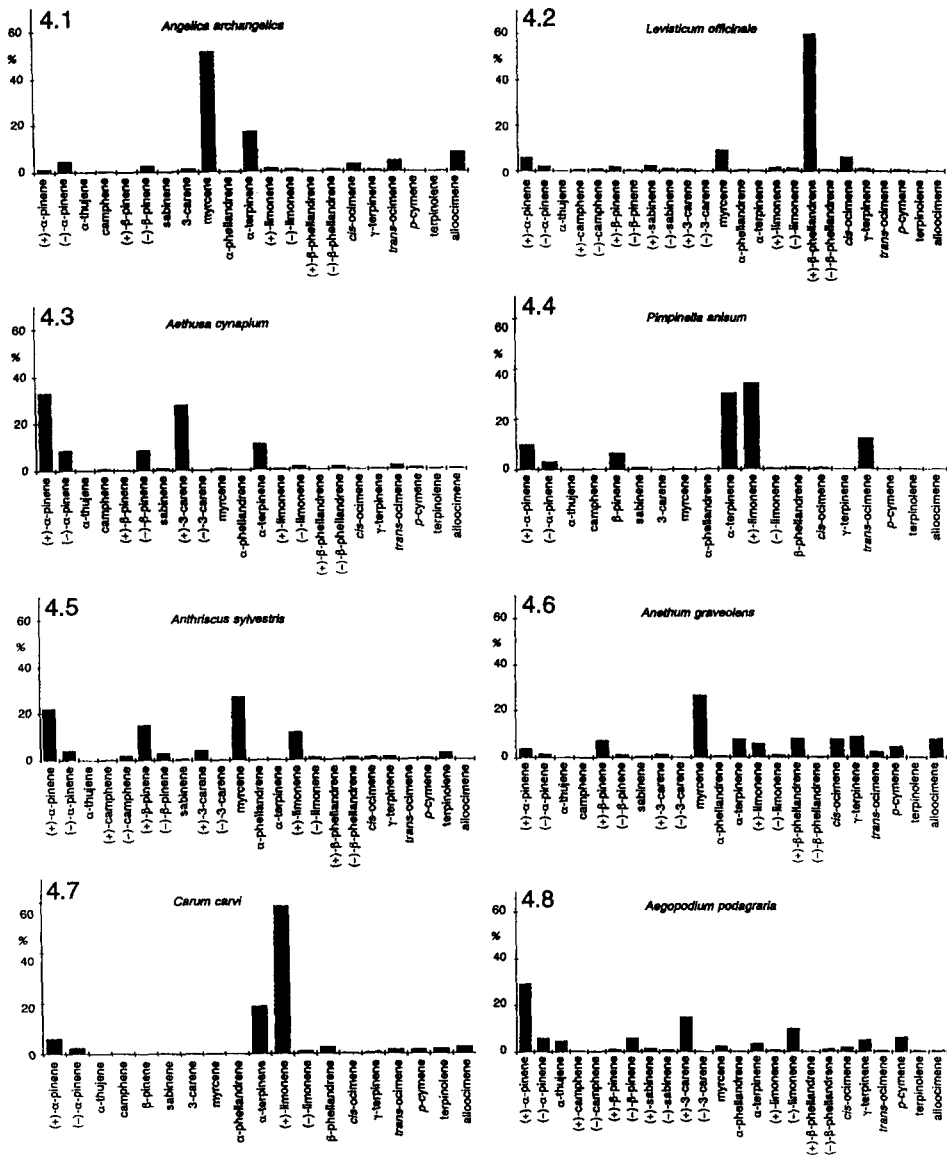 4.1
Angelica archangelica
60
%
40
20
0
(+)-α-pinene
(−)-α-pinene
α-thujene
camphene
(+)-β-pinene
(−)-β-pinene
sabinene
3-carene
myrcene
α-phellandrene
α-terpinene
(+)-limonene
(−)-limonene
(+)-β-phellandrene
(−)-β-phellandrene
cis-ocimene
γ-terpinene
trans-ocimene
p-cymene
terpinolene
alloocimene
4.2
Levisticum officinale
60
%
40
20
0
(+)-α-pinene
(−)-α-pinene
α-thujene
(+)-camphene
(−)-camphene
(+)-β-pinene
(−)-β-pinene
(+)-sabinene
(−)-sabinene
(+)-3-carene
(−)-3-carene
myrcene
α-phellandrene
α-terpinene
(+)-limonene
(−)-limonene
(+)-β-phellandrene
(−)-β-phellandrene
cis-ocimene
γ-terpinene
trans-ocimene
p-cymene
terpinolene
alloocimene
4.3
Aethusa cynapium
60
%
40
20
0
(+)-α-pinene
(−)-α-pinene
α-thujene
camphene
(+)-β-pinene
(−)-β-pinene
sabinene
(+)-3-carene
(−)-3-carene
myrcene
α-phellandrene
α-terpinene
(+)-limonene
(−)-limonene
(+)-β-phellandrene
(−)-β-phellandrene
cis-ocimene
γ-terpinene
trans-ocimene
p-cymene
terpinolene
alloocimene
4.4
Pimpinella anisum
60
%
40
20
0
(+)-α-pinene
(−)-α-pinene
α-thujene
camphene
β-pinene
sabinene
3-carene
myrcene
α-phellandrene
α-terpinene
(+)-limonene
(−)-limonene
β-phellandrene
cis-ocimene
γ-terpinene
trans-ocimene
p-cymene
terpinolene
alloocimene
4.5
Anthriscus sylvestris
60
%
40
20
0
(+)-α-pinene
(−)-α-pinene
α-thujene
(+)-camphene
(−)-camphene
(+)-β-pinene
(−)-β-pinene
sabinene
(+)-3-carene
(−)-3-carene
myrcene
α-phellandrene
α-terpinene
(+)-limonene
(−)-limonene
(+)-β-phellandrene
(−)-β-phellandrene
cis-ocimene
γ-terpinene
trans-ocimene
p-cymene
terpinolene
alloocimene
4.6
Anethum graveolens
60
%
40
20
0
(+)-α-pinene
(−)-α-pinene
α-thujene
camphene
(+)-β-pinene
(−)-β-pinene
sabinene
(+)-3-carene
(−)-3-carene
myrcene
α-phellandrene
α-terpinene
(+)-limonene
(−)-limonene
(+)-β-phellandrene
(−)-β-phellandrene
cis-ocimene
γ-terpinene
trans-ocimene
p-cymene
terpinolene
alloocimene
4.7
Carum carvi
60
%
40
20
0
(+)-α-pinene
(−)-α-pinene
α-thujene
camphene
β-pinene
sabinene
3-carene
myrcene
α-phellandrene
α-terpinene
(+)-limonene
(−)-limonene
β-phellandrene
cis-ocimene
γ-terpinene
trans-ocimene
p-cymene
terpinolene
alloocimene
4.8
Aegopodium podagraria
60
%
40
20
0
(+)-α-pinene
(−)-α-pinene
α-thujene
(+)-camphene
(−)-camphene
(+)-β-pinene
(−)-β-pinene
(+)-sabinene
(−)-sabinene
(+)-3-carene
(−)-3-carene
myrcene
α-phellandrene
α-terpinene
(+)-limonene
(−)-limonene
(+)-β-phellandrene
(−)-β-phellandrene
cis-ocimene
γ-terpinene
trans-ocimene
p-cymene
terpinolene
alloocimene